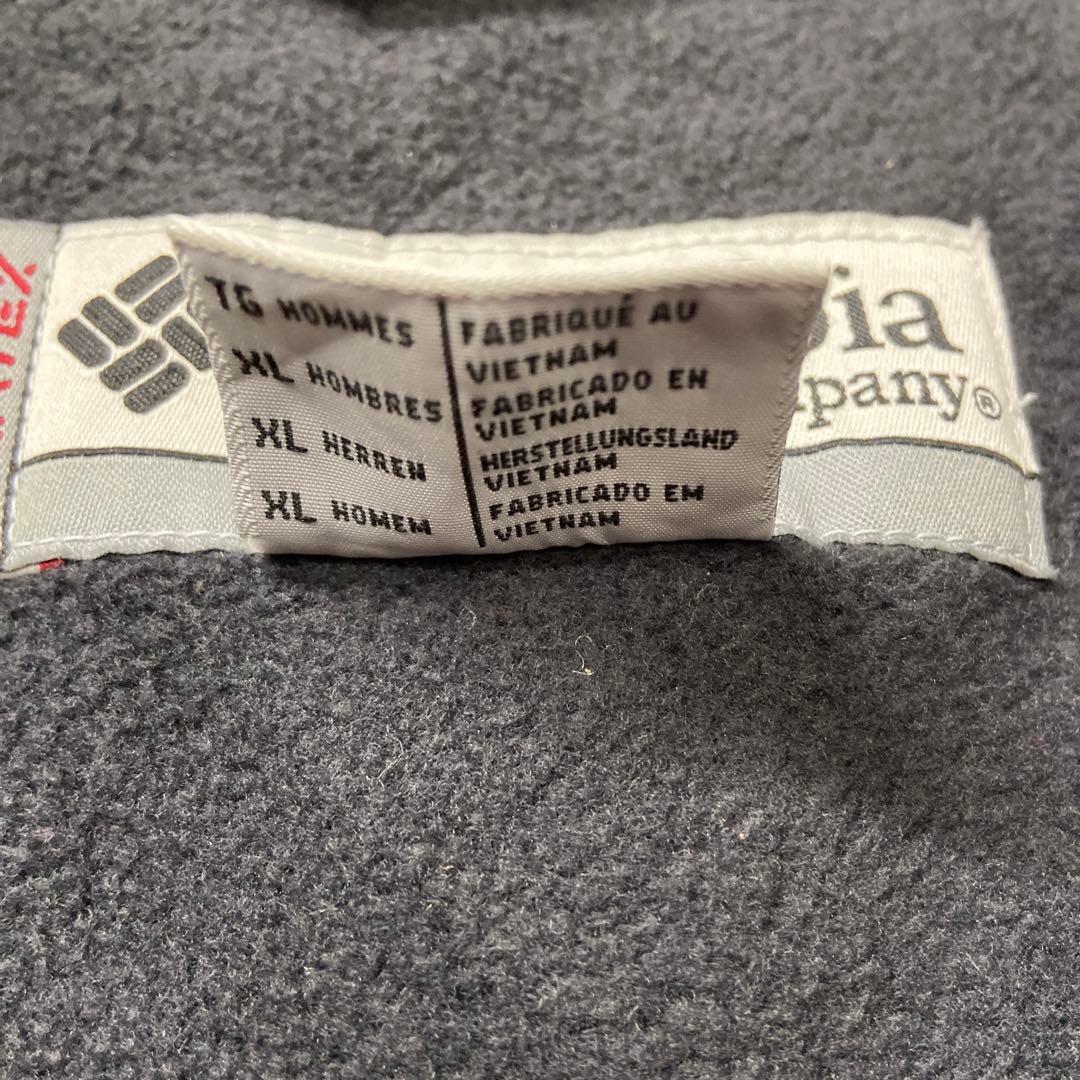 TG HOMMES
XL HOMBRES
XL HERREN
XL HOMEM
FABRIQUÉ AU
VIETNAM
FABRICADO EN
VIETNAM
HERSTELLUNGSLAND
VIETNAM
FABRICADO EM
VIETNAM
bia
mpany®